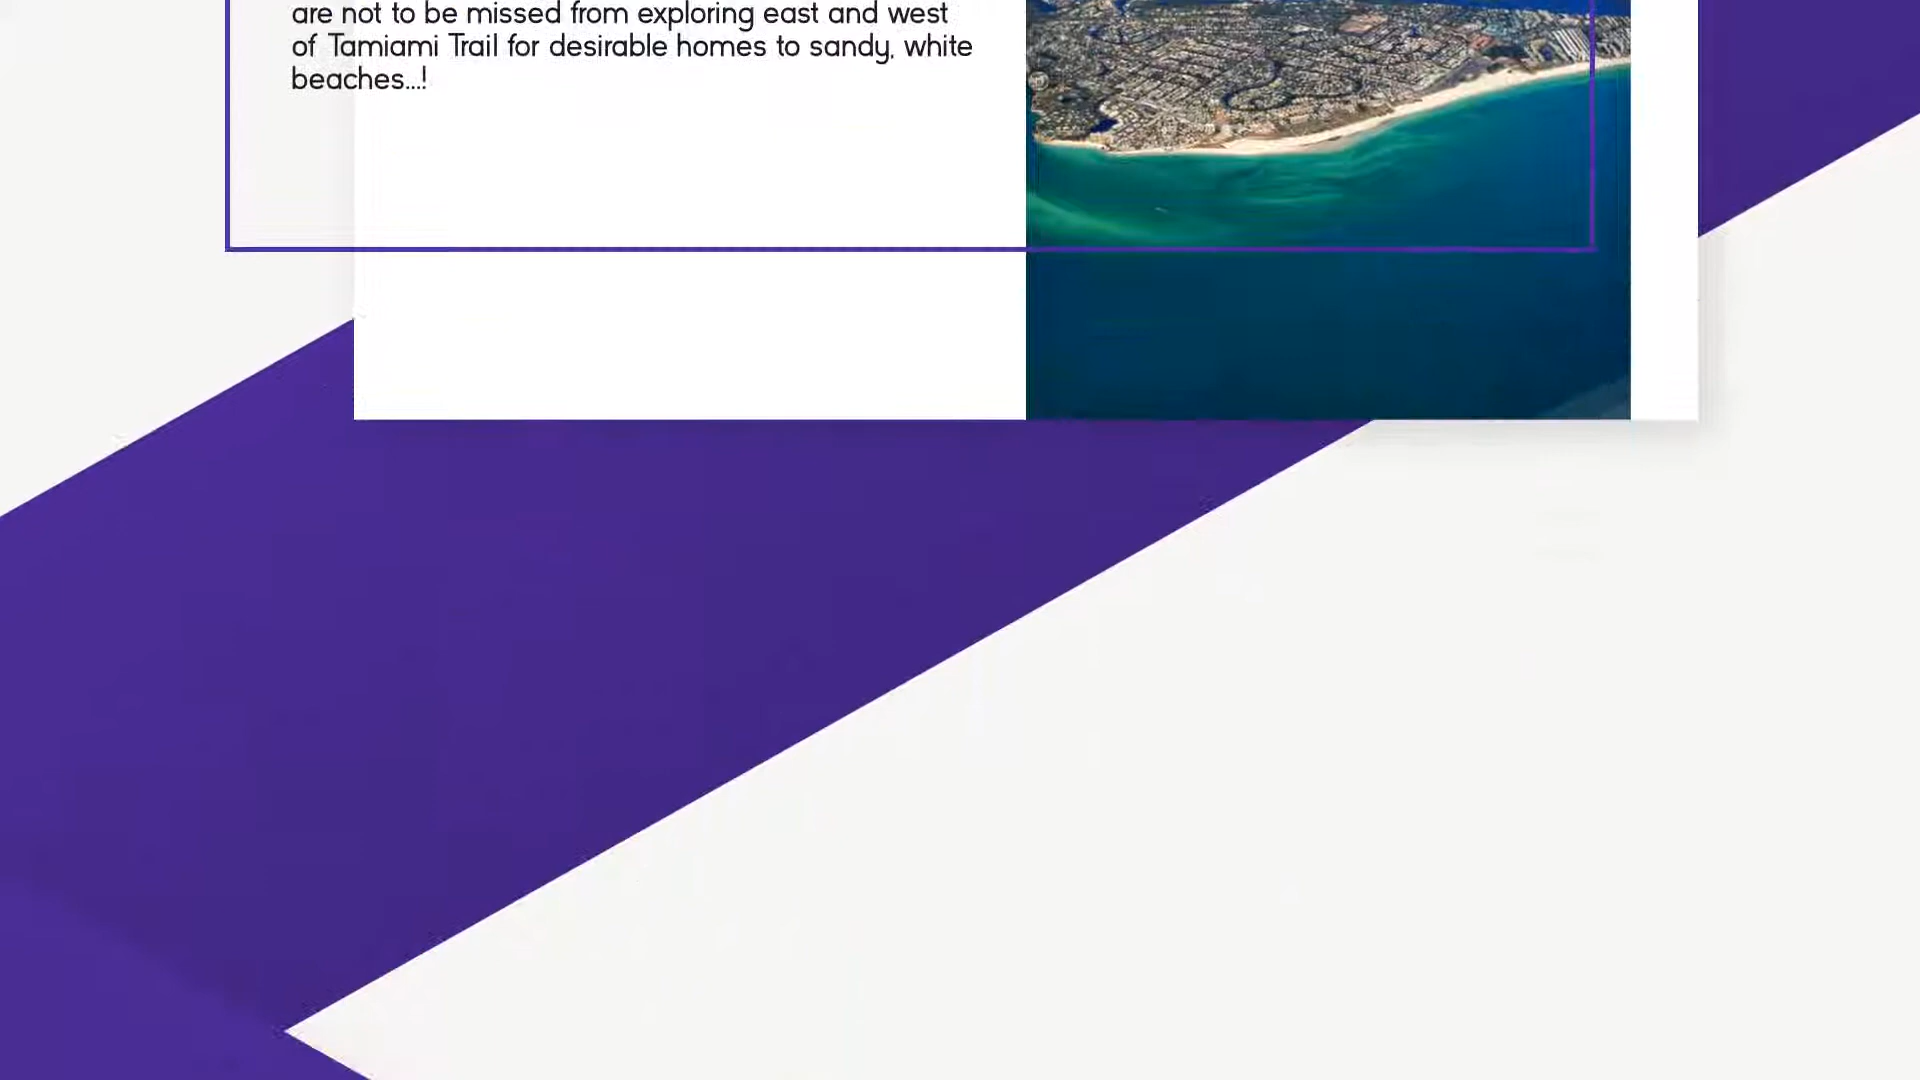 are not to be missed from exploring east and west
of Tamiami Trail for desirable homes to sandy, white
beaches...!